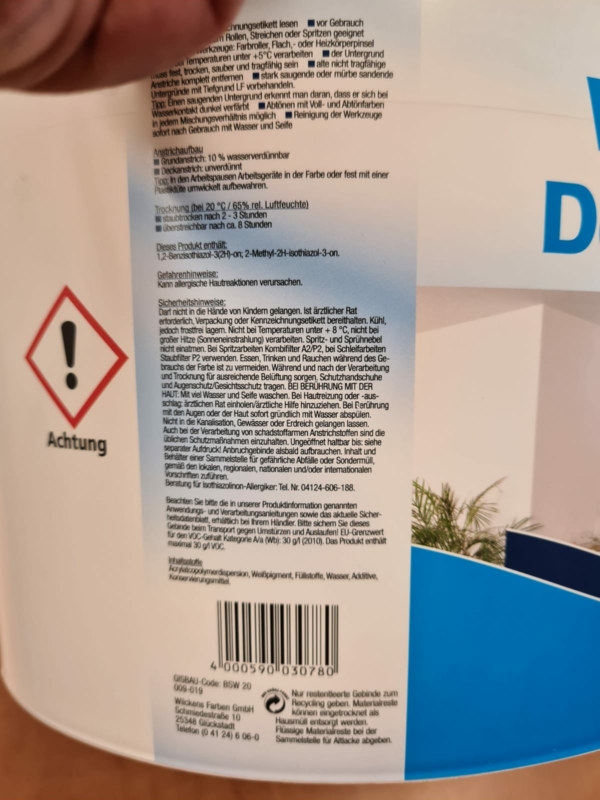 nnungsetikett lesen ■ vor Gebrauch
Rollen, Streichen oder Spritzen geeignet
Farbroller, Flach,- oder Heizkörperpinsel
Temperaturen unter +5°C verarbeiten ■ der Untergrund
fest, trocken, sauber und tragfähig sein ■ alte nicht tragfähige
Anstriche komplett entfernen ■ stark saugende oder mürbe sandende
Untergründe mit Tiefgrund LF vorbehandeln.
Tipp: Einen saugenden Untergrund erkennt man daran, dass er sich bei
Wasserkontakt dunkel verfärbt ■ Abtönen mit Voll- und Abtönfarben
in jedem Mischungsverhältnis möglich ■ Reinigung der Werkzeuge
sofort nach Gebrauch mit Wasser und Seife
Anstrichaufbau
■ Grundanstrich: 10 % wasserverdünnbar
■ Deckanstrich: unverdünnt
Tipp: In den Arbeitspausen Arbeitsgeräte in der Farbe oder fest mit einer
Plastiktüte umwickelt aufbewahren.
Trocknung (bei 20 °C / 65% rel. Luftfeuchte)
■ staubtrocken nach 2 - 3 Stunden
■ überstreichbar nach ca. 8 Stunden
Dieses Produkt enthält:
1,2-Benzisothiazol-3(2H)-on; 2-Methyl-2H-isothiazol-3-on.
Gefahrenhinweise:
Kann allergische Hautreaktionen verursachen.
Sicherheitshinweise:
Darf nicht in die Hände von Kindern gelangen. Ist ärztlicher Rat
erforderlich, Verpackung oder Kennzeichnungsetikett bereithalten. Kühl,
jedoch frostfrei lagern. Nicht bei Temperaturen unter + 8 °C, nicht bei
großer Hitze (Sonneneinstrahlung) verarbeiten. Spritz- und Sprühnebel
nicht einatmen. Bei Spritzarbeiten Kombifilter A2/P2, bei Schleifarbeiten
Staubfilter P2 verwenden. Essen, Trinken und Rauchen während des Ge-
brauchs der Farbe ist zu vermeiden. Während und nach der Verarbeitung
und Trocknung für ausreichende Belüftung sorgen, Schutzhandschuhe
und Augenschutz/Gesichtsschutz tragen. BEI BERÜHRUNG MIT DER
HAUT: Mit viel Wasser und Seife waschen. Bei Hautreizung oder -aus-
schlag: ärztlichen Rat einholen/ärztliche Hilfe hinzuziehen. Bei Berührung
mit den Augen oder der Haut sofort gründlich mit Wasser abspülen.
Nicht in die Kanalisation, Gewässer oder Erdreich gelangen lassen.
Auch bei der Verarbeitung von schadstoffarmen Anstrichstoffen sind die
üblichen Schutzmaßnahmen einzuhalten. Ungeöffnet haltbar bis: siehe
separater Aufdruck! Anbruchgebinde alsbald aufbrauchen. Inhalt und
Behälter einer Sammelstelle für gefährliche Abfälle oder Sondermüll,
gemäß den lokalen, regionalen, nationalen und/oder internationalen
Vorschriften zuführen.
Beratung für Isothiazolinon-Allergiker: Tel. Nr. 04124-606-188.
Beachten Sie bitte die in unserer Produktinformation genannten
Anwendungs- und Verarbeitungsanleitungen sowie das aktuelle Sicher-
heitsdatenblatt, erhältlich bei Ihrem Händler. Bitte sichern Sie dieses
Gebinde beim Transport gegen Umstürzen und Auslaufen! EU-Grenzwert
für den VOC-Gehalt Kategorie A/a (Wb): 30 g/l (2010). Das Produkt enthält
maximal 30 g/l VOC.
Inhaltsstoffe
Acrylatcopolymerdispersion, Weißpigment, Füllstoffe, Wasser, Additive,
Konservierungsmittel.
Achtung
4 000590 030780
GISBAU-Code: BSW 20
009-019
Wilckens Farben GmbH
Schmiedestraße 10
25348 Glückstadt
Telefon (0 41 24) 6 06-0
Nur restentleerte Gebinde zum
Recycling geben. Materialreste
können eingetrocknet als
Hausmüll entsorgt werden.
Flüssige Materialreste bei der
Sammelstelle für Altlacke abgeben.
D